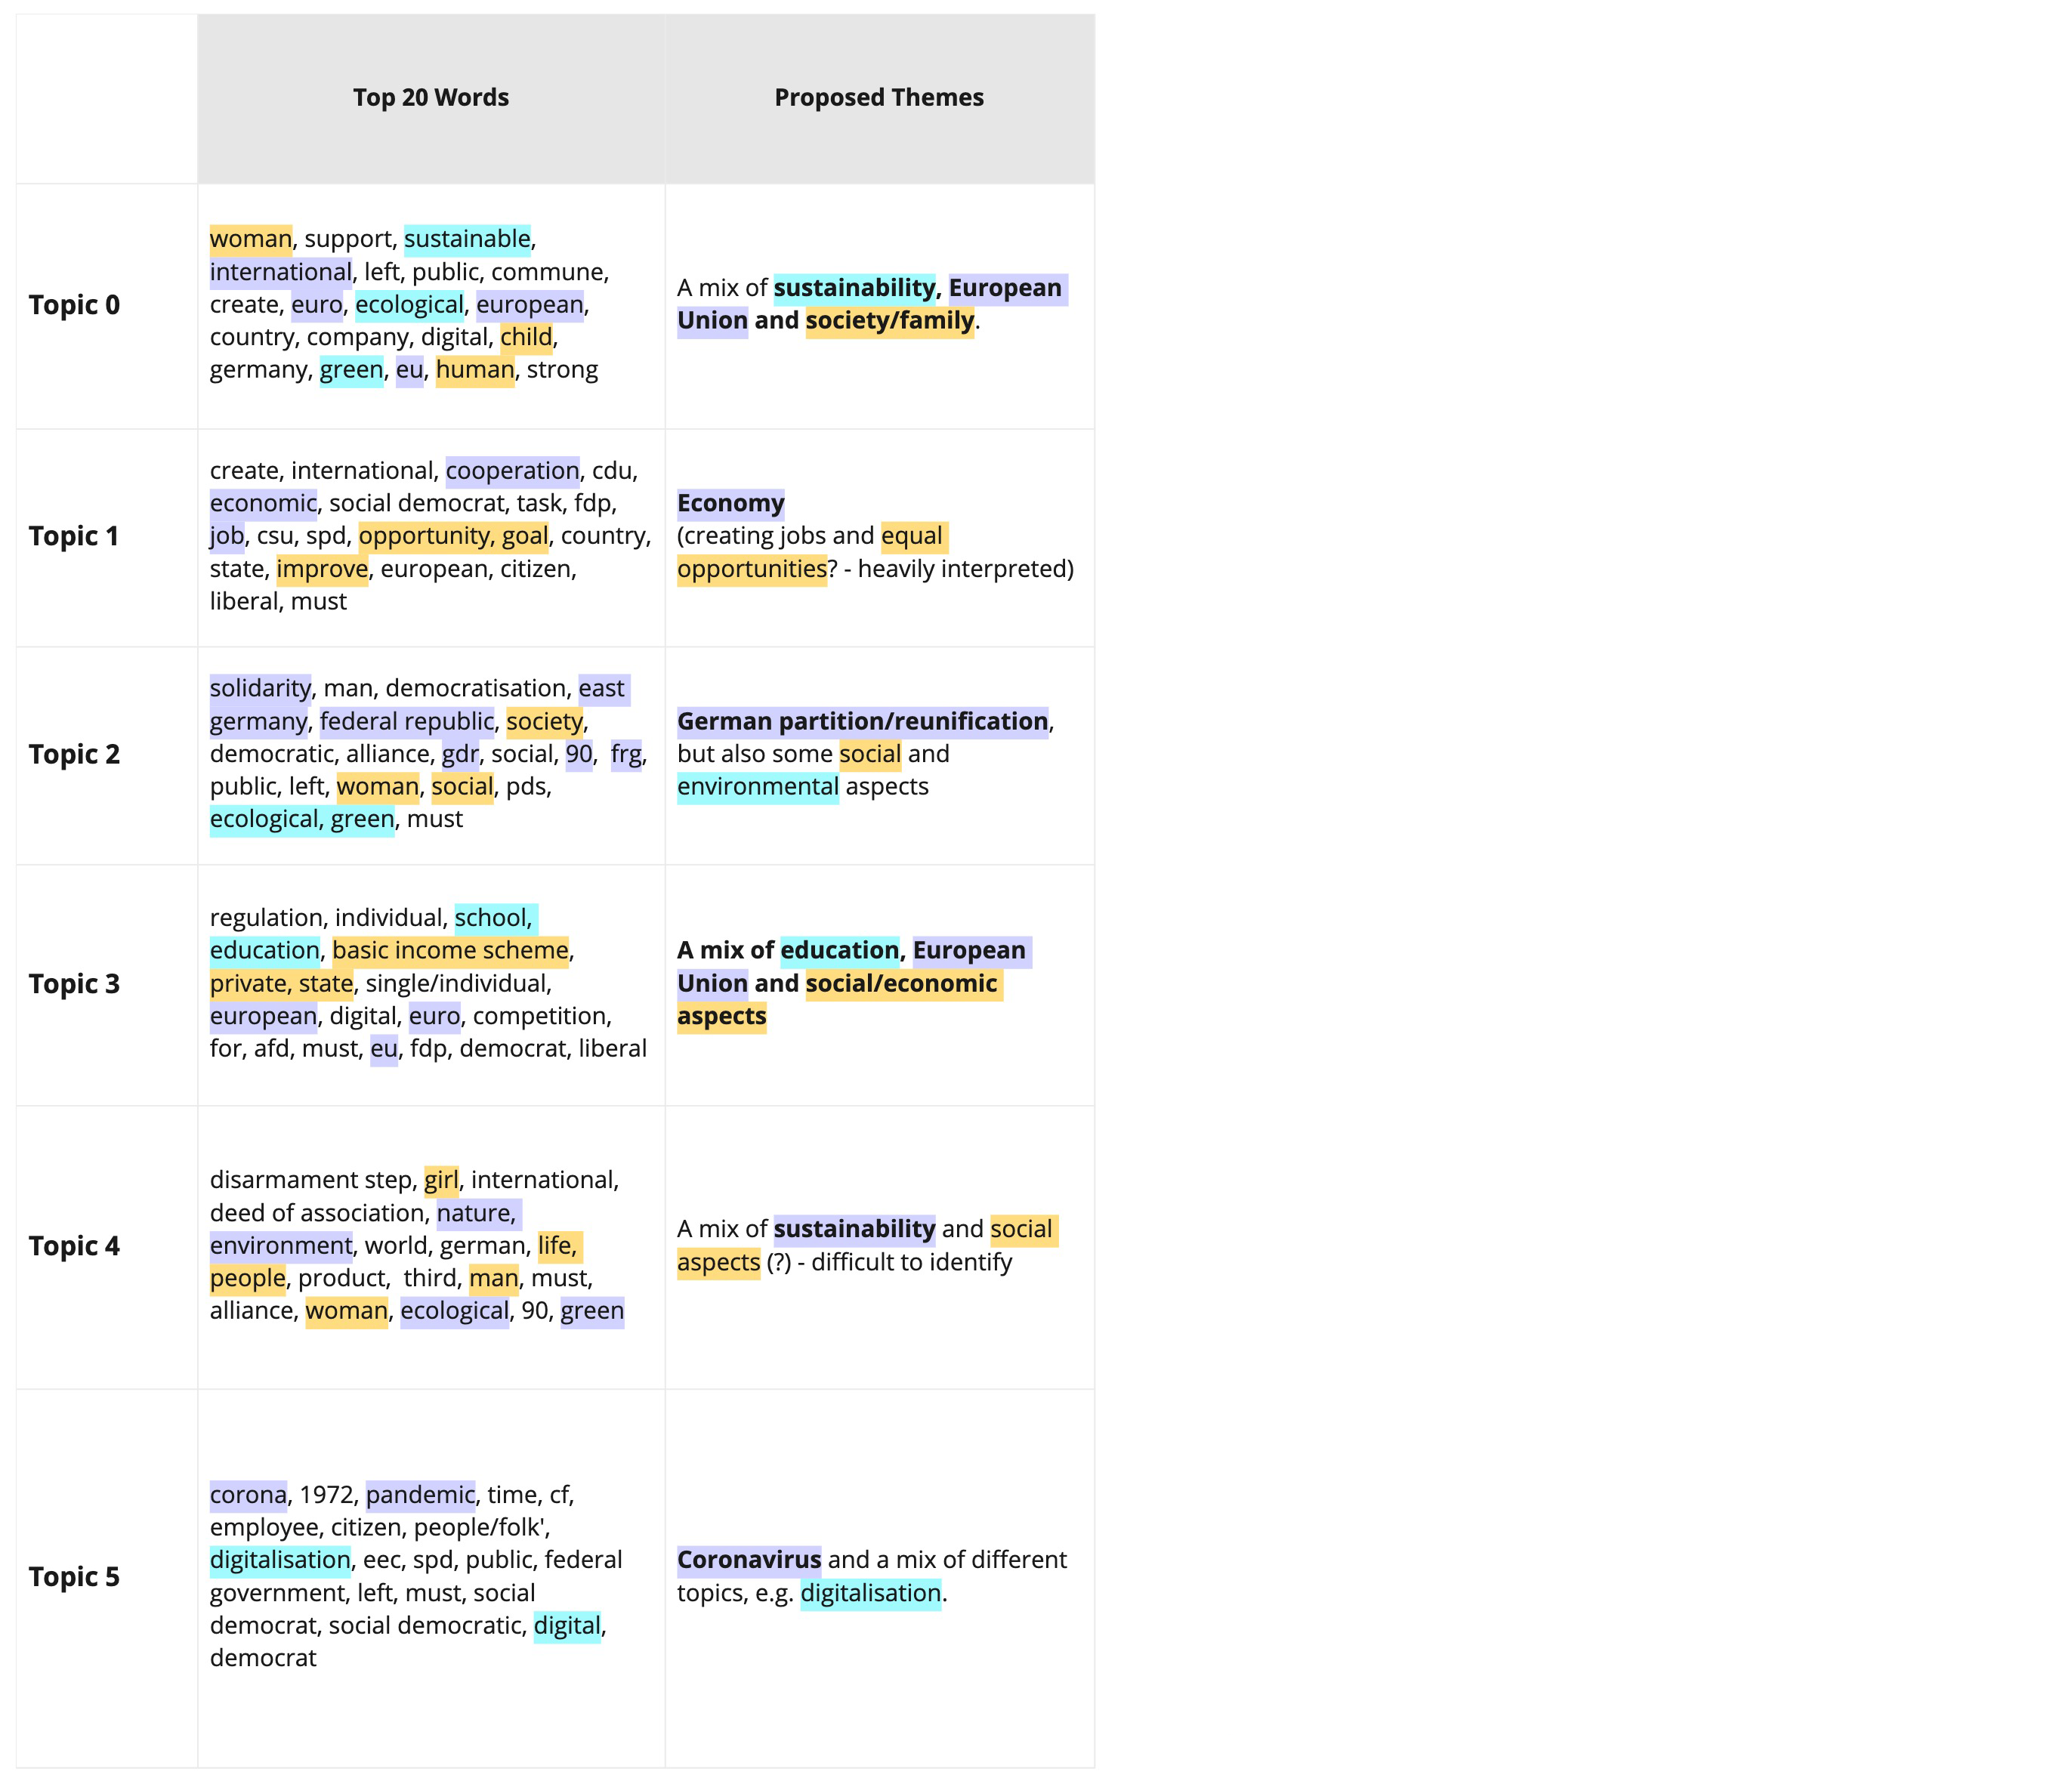 Top 20 Words
Proposed Themes
Topic 0
woman, support, sustainable,
international, left, public, commune,
create, euro, ecological, european,
country, company, digital, child,
germany, green, eu, human, strong
A mix of sustainability, European
Union and society/family.
Topic 1
create, international, cooperation, cdu,
economic, social democrat, task, fdp,
job, csu, spd, opportunity, goal, country,
state, improve, european, citizen,
liberal, must
Economy
(creating jobs and equal
opportunities? - heavily interpreted)
Topic 2
solidarity, man, democratisation, east
germany, federal republic, society,
democratic, alliance, gdr, social, 90, frg,
public, left, woman, social, pds,
ecological, green, must
German partition/reunification,
but also some social and
environmental aspects
Topic 3
regulation, individual, school,
education, basic income scheme,
private, state, single/individual,
european, digital, euro, competition,
for, afd, must, eu, fdp, democrat, liberal
A mix of education, European
Union and social/economic
aspects
Topic 4
disarmament step, girl, international,
deed of association, nature,
environment, world, german, life,
people, product, third, man, must,
alliance, woman, ecological, 90, green
A mix of sustainability and social
aspects (?) - difficult to identify
Topic 5
corona, 1972, pandemic, time, cf,
employee, citizen, people/folk',
digitalisation, eec, spd, public, federal
government, left, must, social
democrat, social democratic, digital,
democrat
Coronavirus and a mix of different
topics, e.g. digitalisation.